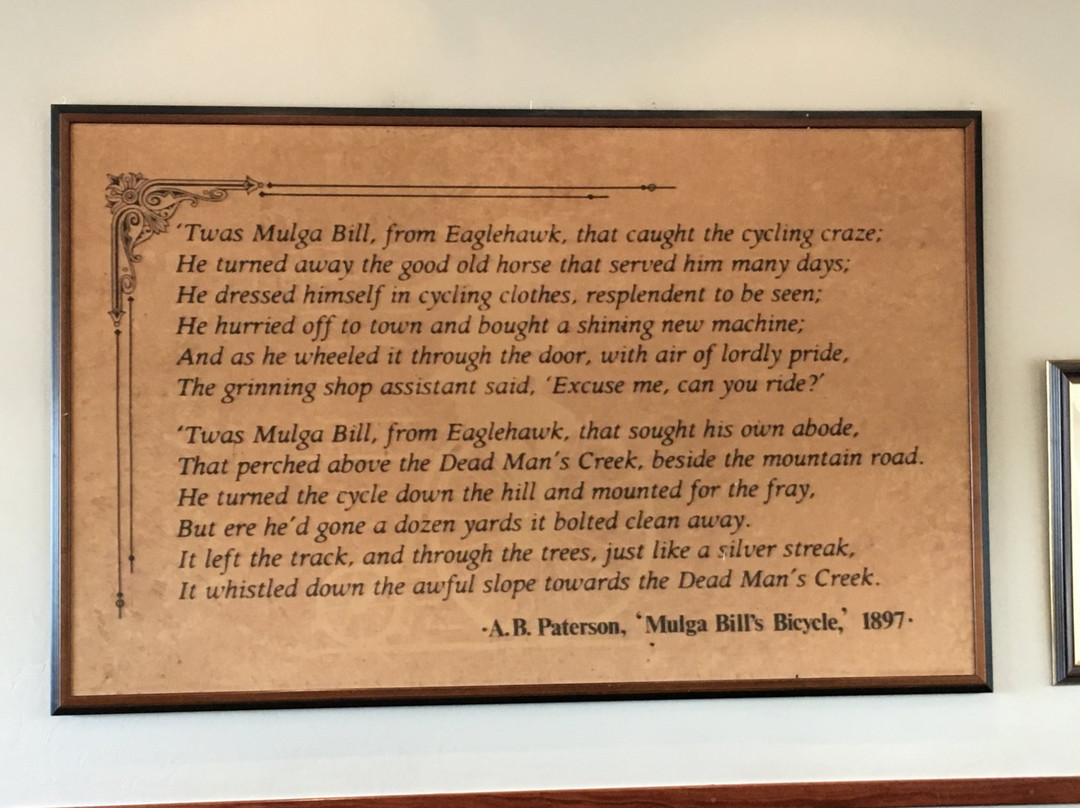 ‘Twas Mulga Bill, from Eaglehawk, that caught the cycling craze;
He turned away the good old horse that served him many days;
He dressed himself in cycling clothes, resplendent to be seen;
He hurried off to town and bought a shining new machine;
And as he wheeled it through the door, with air of lordly pride,
The grinning shop assistant said, ‘Excuse me, can you ride?’
‘Twas Mulga Bill, from Eaglehawk, that sought his own abode,
That perched above the Dead Man's Creek, beside the mountain road.
He turned the cycle down the hill and mounted for the fray,
But ere he'd gone a dozen yards it bolted clean away.
It left the track, and through the trees, just like a silver streak,
It whistled down the awful slope towards the Dead Man's Creek.
·A.B. Paterson, ‘Mulga Bill's Bicycle,’ 1897·